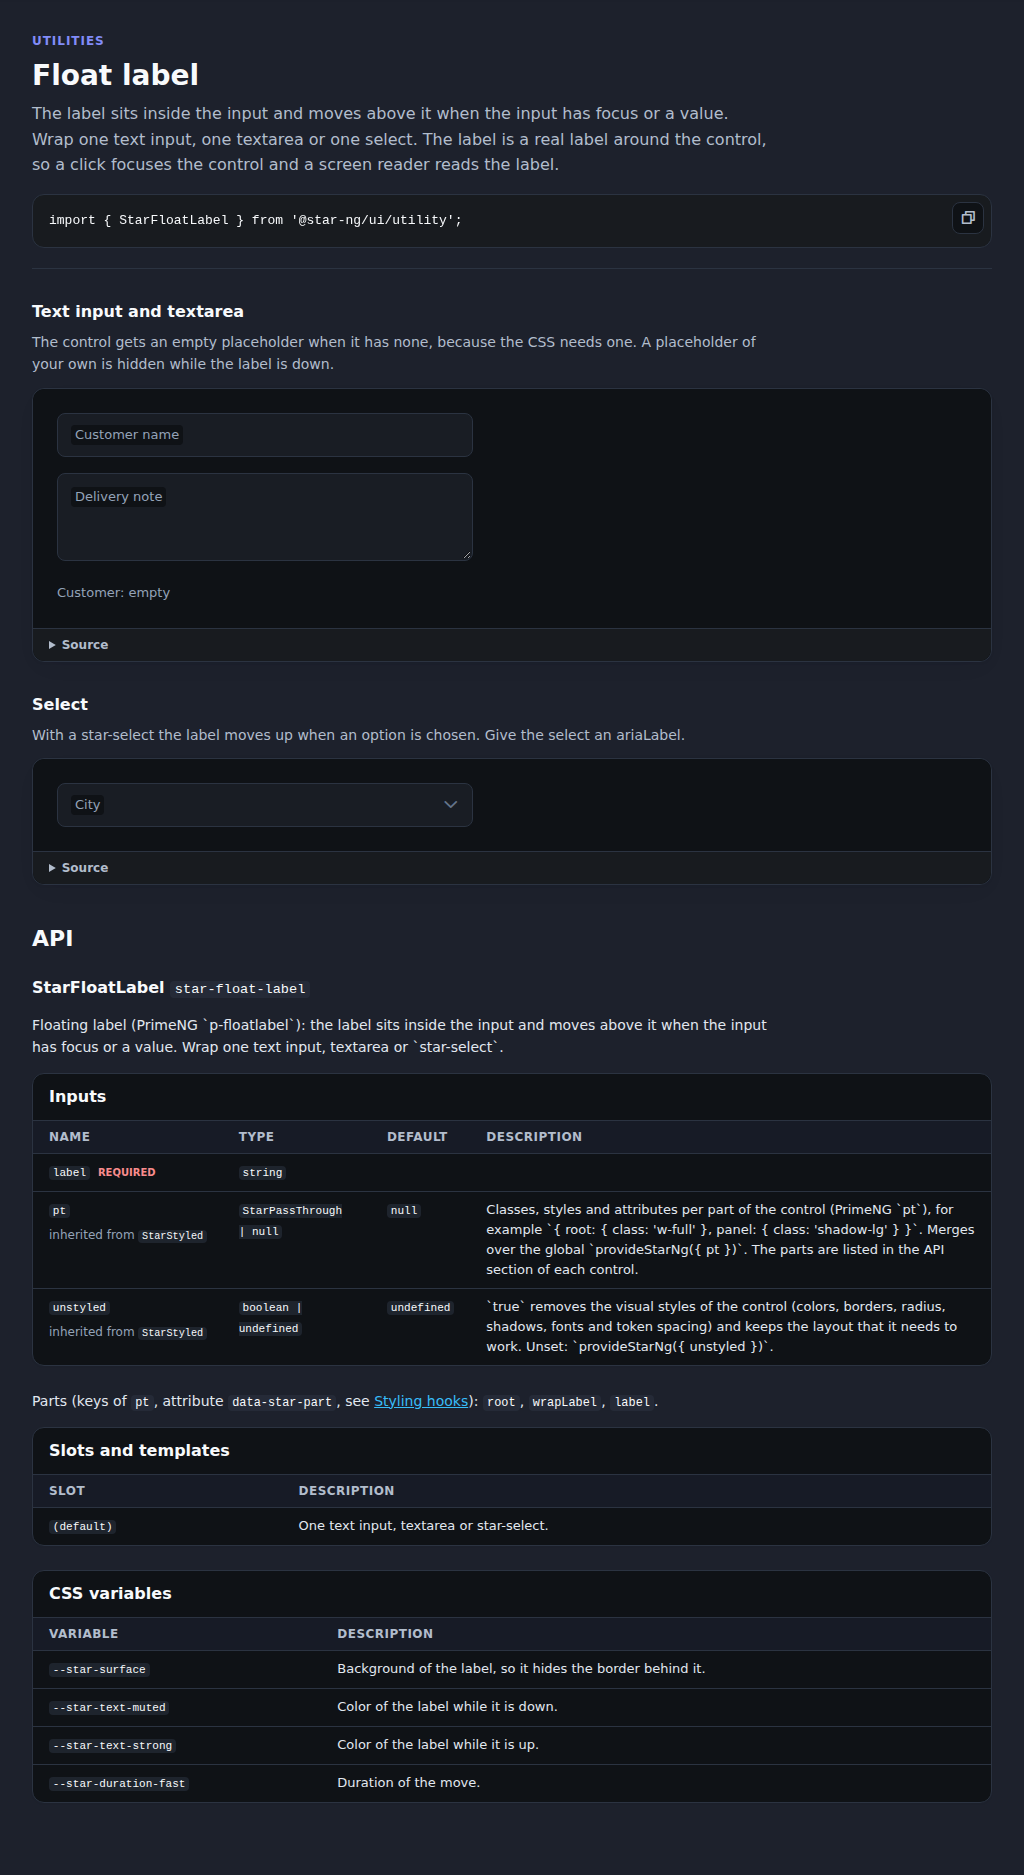 UTILITIES
Float label
The label sits inside the input and moves above it when the input has focus or a value.
Wrap one text input, one textarea or one select. The label is a real label around the control,
so a click focuses the control and a screen reader reads the label.
import { StarFloatLabel } from '@star-ng/ui/utility';
Text input and textarea
The control gets an empty placeholder when it has none, because the CSS needs one. A placeholder of
your own is hidden while the label is down.
Customer name
Delivery note
Customer: empty
Source
Select
With a star-select the label moves up when an option is chosen. Give the select an ariaLabel.
City
Source
API
StarFloatLabel star-float-label
Floating label (PrimeNG `p-floatlabel`): the label sits inside the input and moves above it when the input
has focus or a value. Wrap one text input, textarea or `star-select`.
Inputs
NAME TYPE DEFAULT DESCRIPTION
label REQUIRED string
pt StarPassThrough null Classes, styles and attributes per part of the control (PrimeNG `pt`), for
inherited from StarStyled | null example `{ root: { class: 'w-full' }, panel: { class: 'shadow-lg' } }`. Merges
over the global `provideStarNg({ pt })`. The parts are listed in the API
section of each control.
unstyled boolean | undefined `true` removes the visual styles of the control (colors, borders, radius,
inherited from StarStyled undefined shadows, fonts and token spacing) and keeps the layout that it needs to
work. Unset: `provideStarNg({ unstyled })`.
Parts (keys of pt, attribute data-star-part, see Styling hooks): root, wrapLabel, label.
Slots and templates
SLOT DESCRIPTION
(default) One text input, textarea or star-select.
CSS variables
VARIABLE DESCRIPTION
--star-surface Background of the label, so it hides the border behind it.
--star-text-muted Color of the label while it is down.
--star-text-strong Color of the label while it is up.
--star-duration-fast Duration of the move.